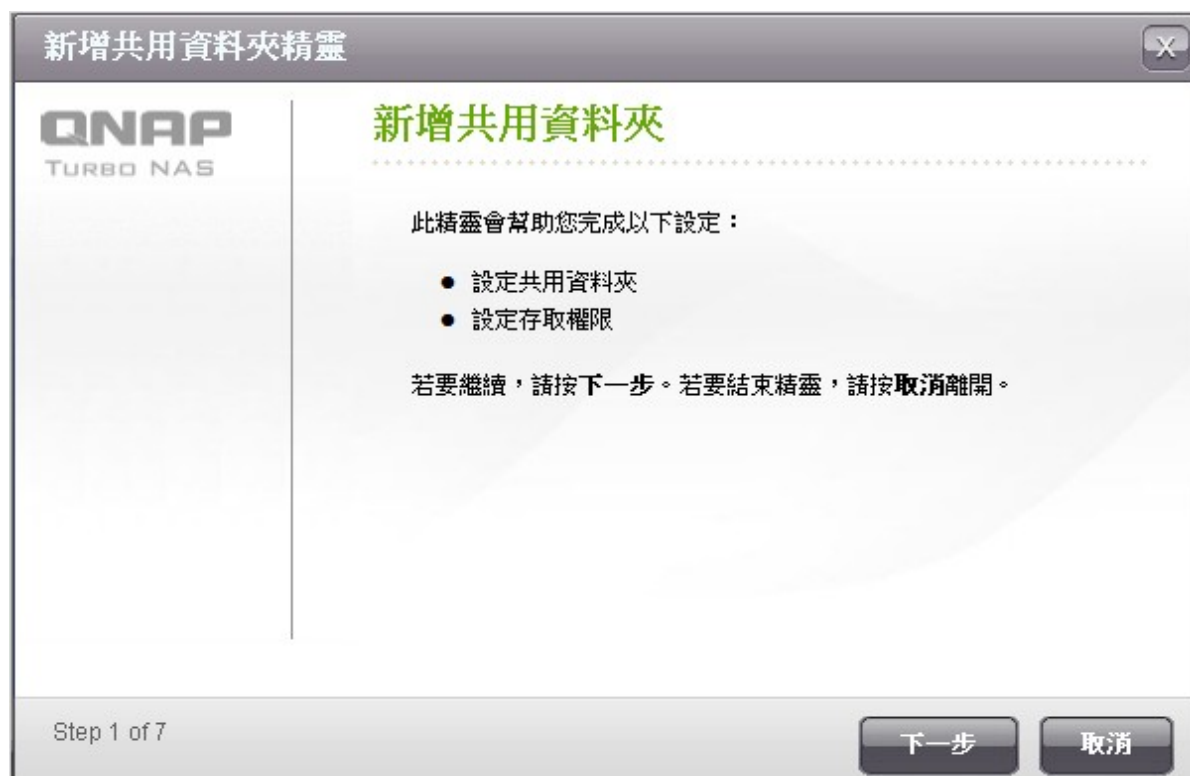 新增共用資料夾精靈
X
QNAP
TURBO NAS
新增共用資料夾
此精靈會幫助您完成以下設定：
● 設定共用資料夾
● 設定存取權限
若要繼續，請按下一步。若要結束精靈，請按取消離開。
Step 1 of 7
下一步
取消